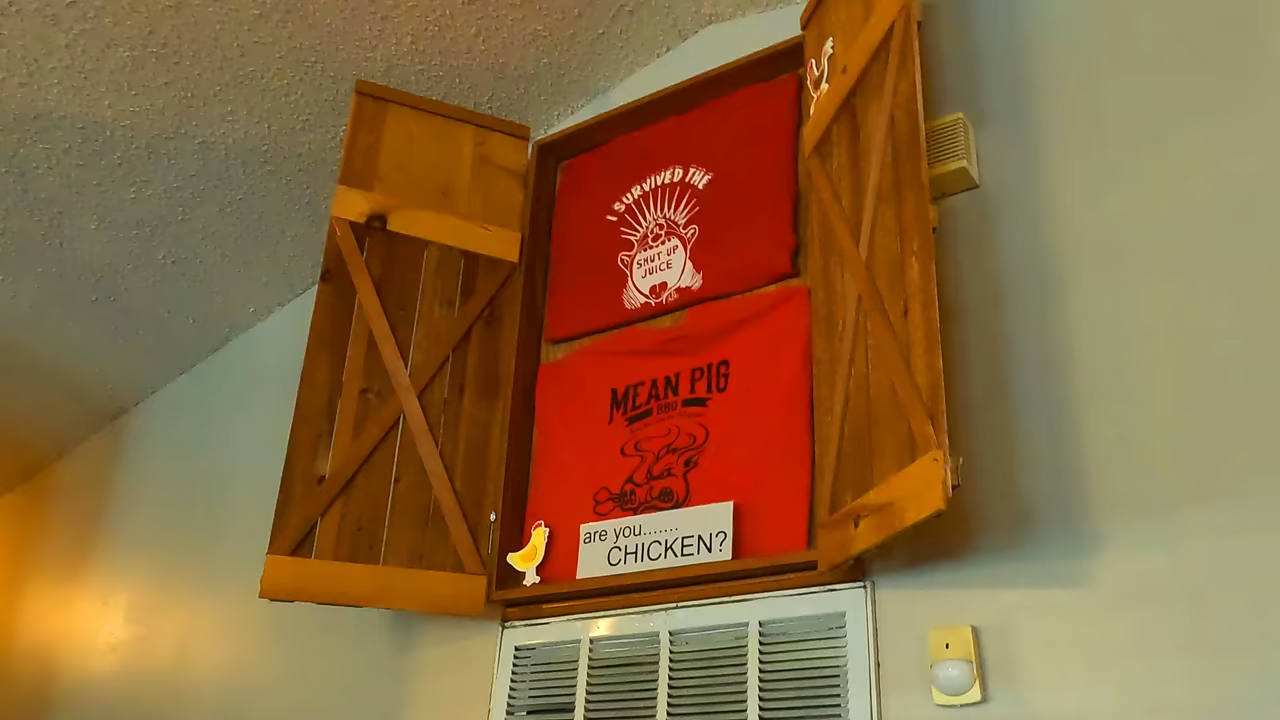 I SURVIVED THE
SHUT UP
JUICE
MEAN PIG
BBQ
are you.......
CHICKEN?